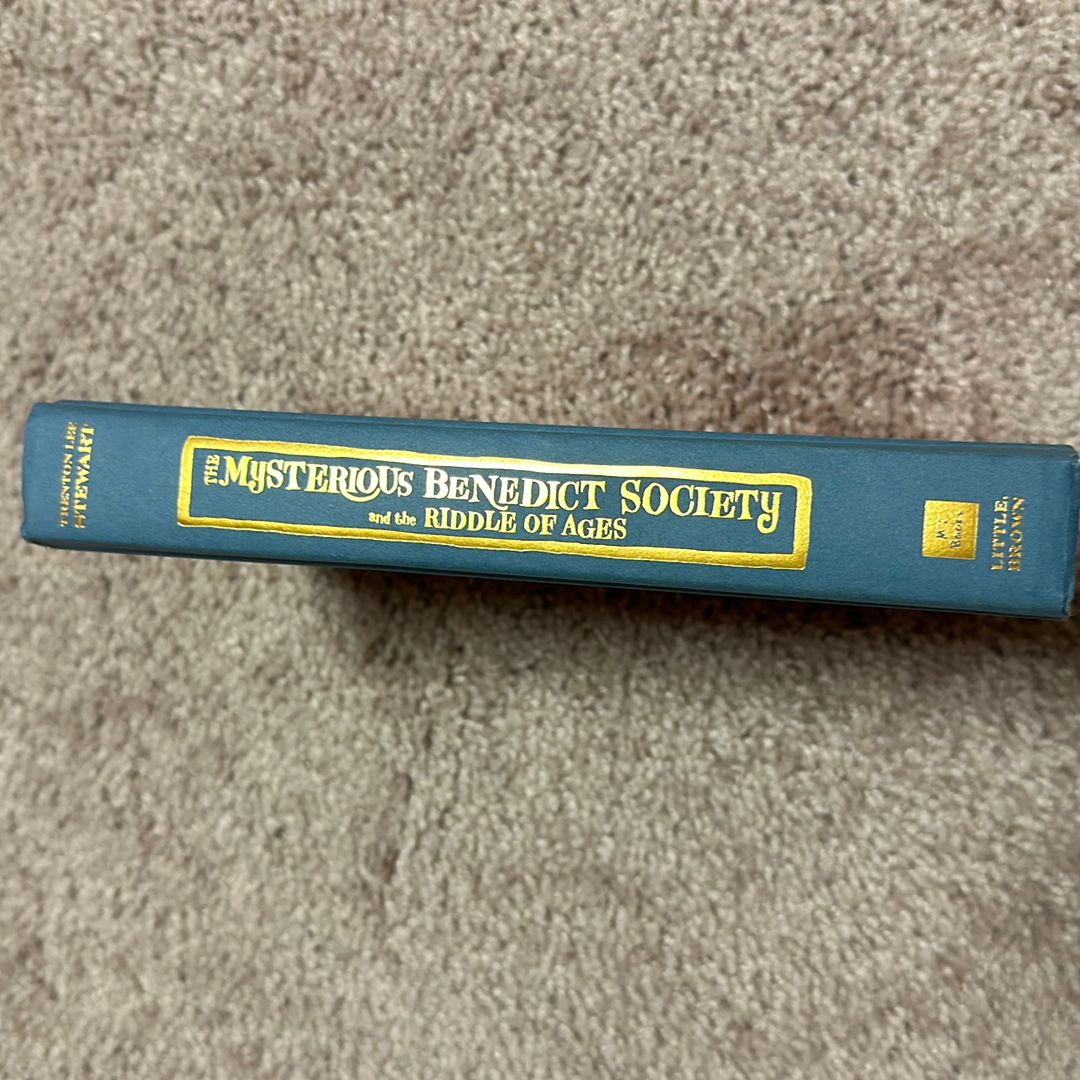 TRENTON LEE
STEWART
THE MYSTERIOUS BENEDICT SOCIETY
and the RIDDLE OF AGES
LITTLE,
BROWN